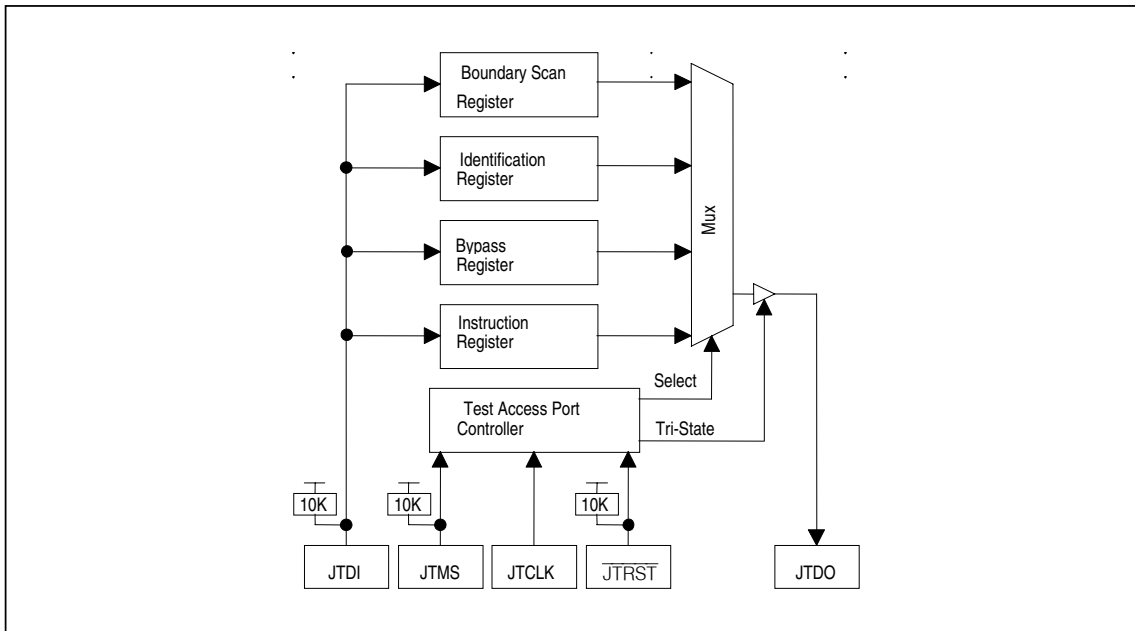 Boundary Scan
Register
Identification
Register
Bypass
Register
Instruction
Register
Mux
Select
Test Access Port
Controller
Tri-State
10K
10K
10K
JTDI
JTMS
JTCLK
JTRST
JTDO